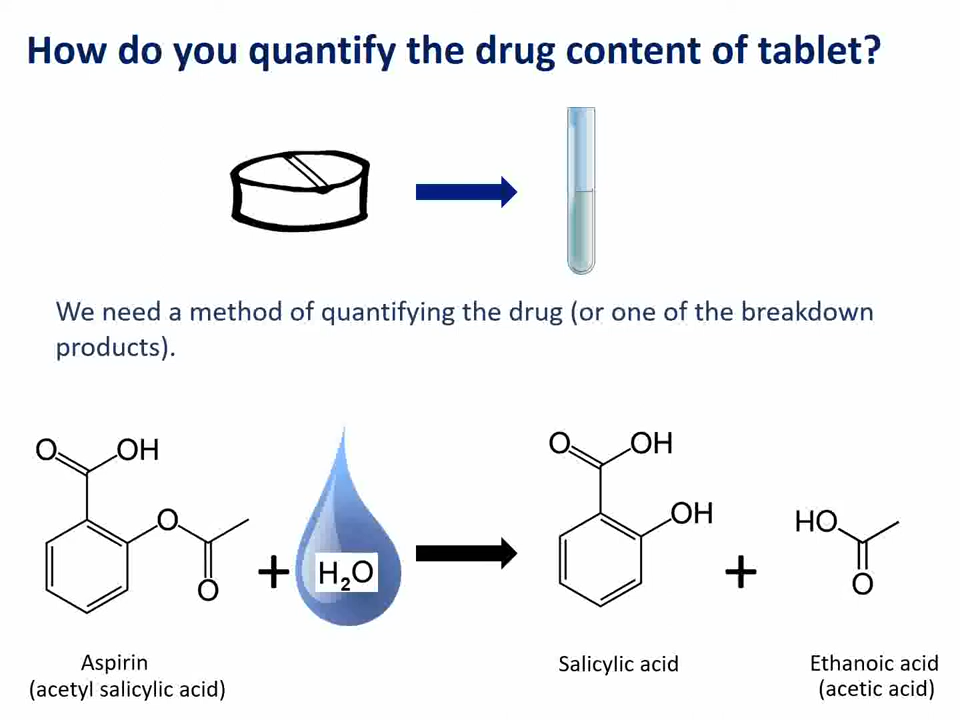 How do you quantify the drug content of tablet?
We need a method of quantifying the drug (or one of the breakdown
products).
O OH
O
O
+
H₂O
O OH
OH
+
HO
O
Aspirin
(acetyl salicylic acid)
Salicylic acid
Ethanoic acid
(acetic acid)